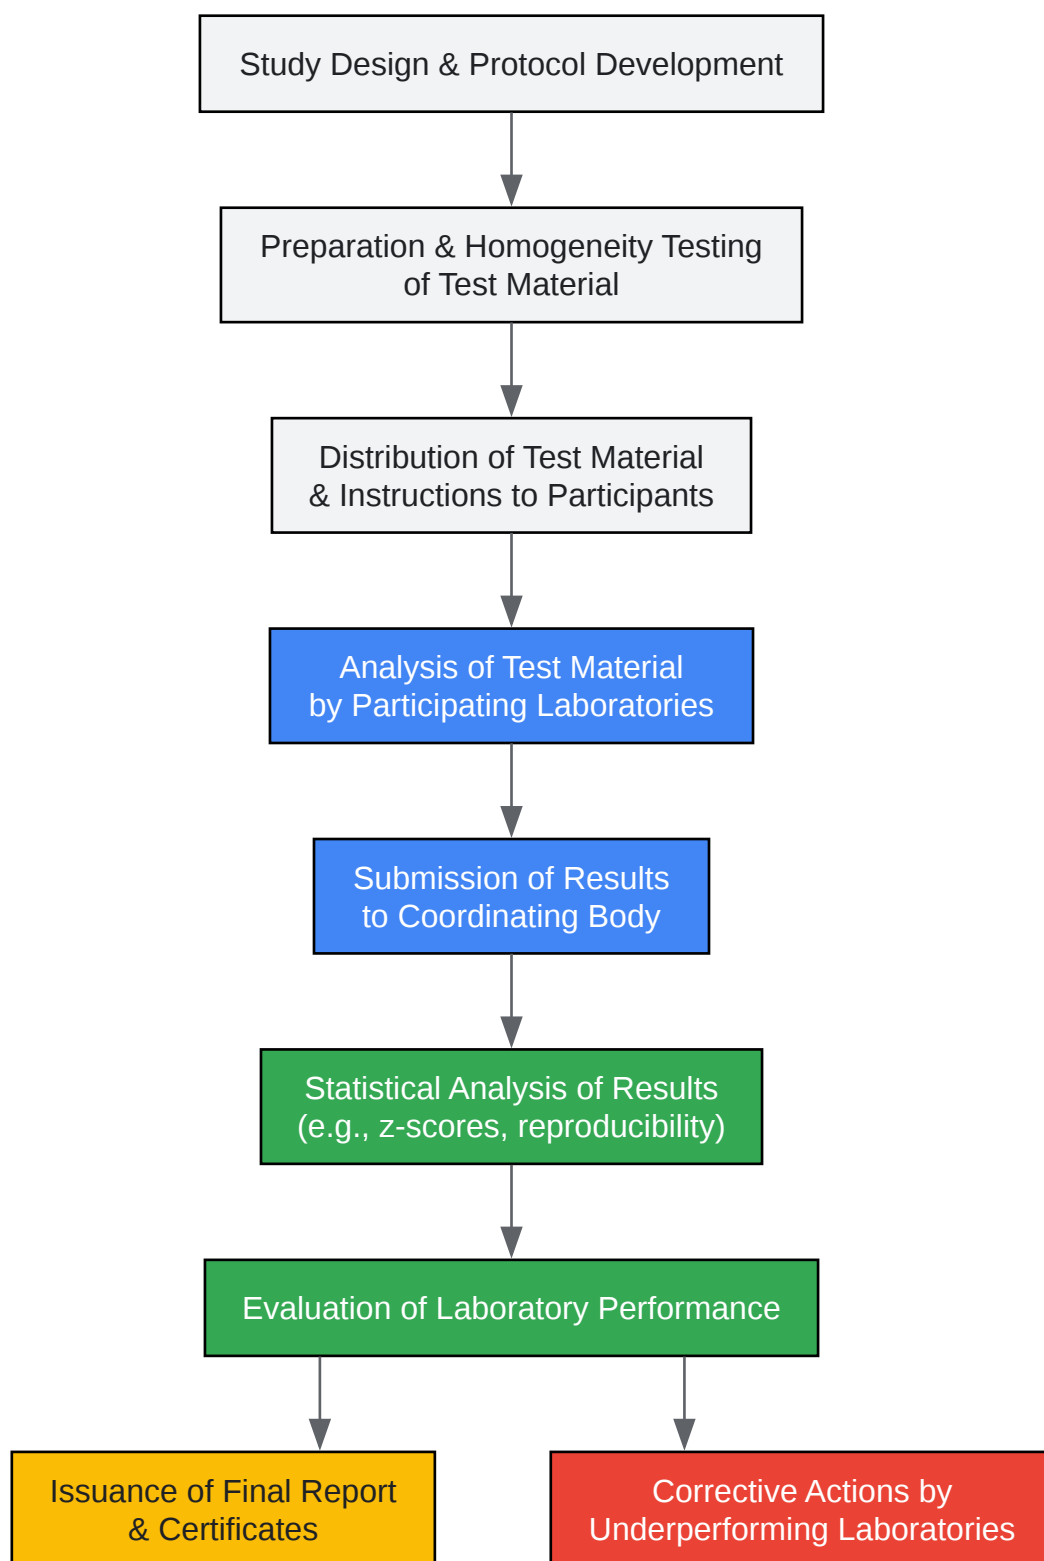 Study Design & Protocol Development
Preparation & Homogeneity Testing
of Test Material
Distribution of Test Material
& Instructions to Participants
Analysis of Test Material
by Participating Laboratories
Submission of Results
to Coordinating Body
Statistical Analysis of Results
(e.g., z-scores, reproducibility)
Evaluation of Laboratory Performance
Issuance of Final Report
& Certificates
Corrective Actions by
Underperforming Laboratories